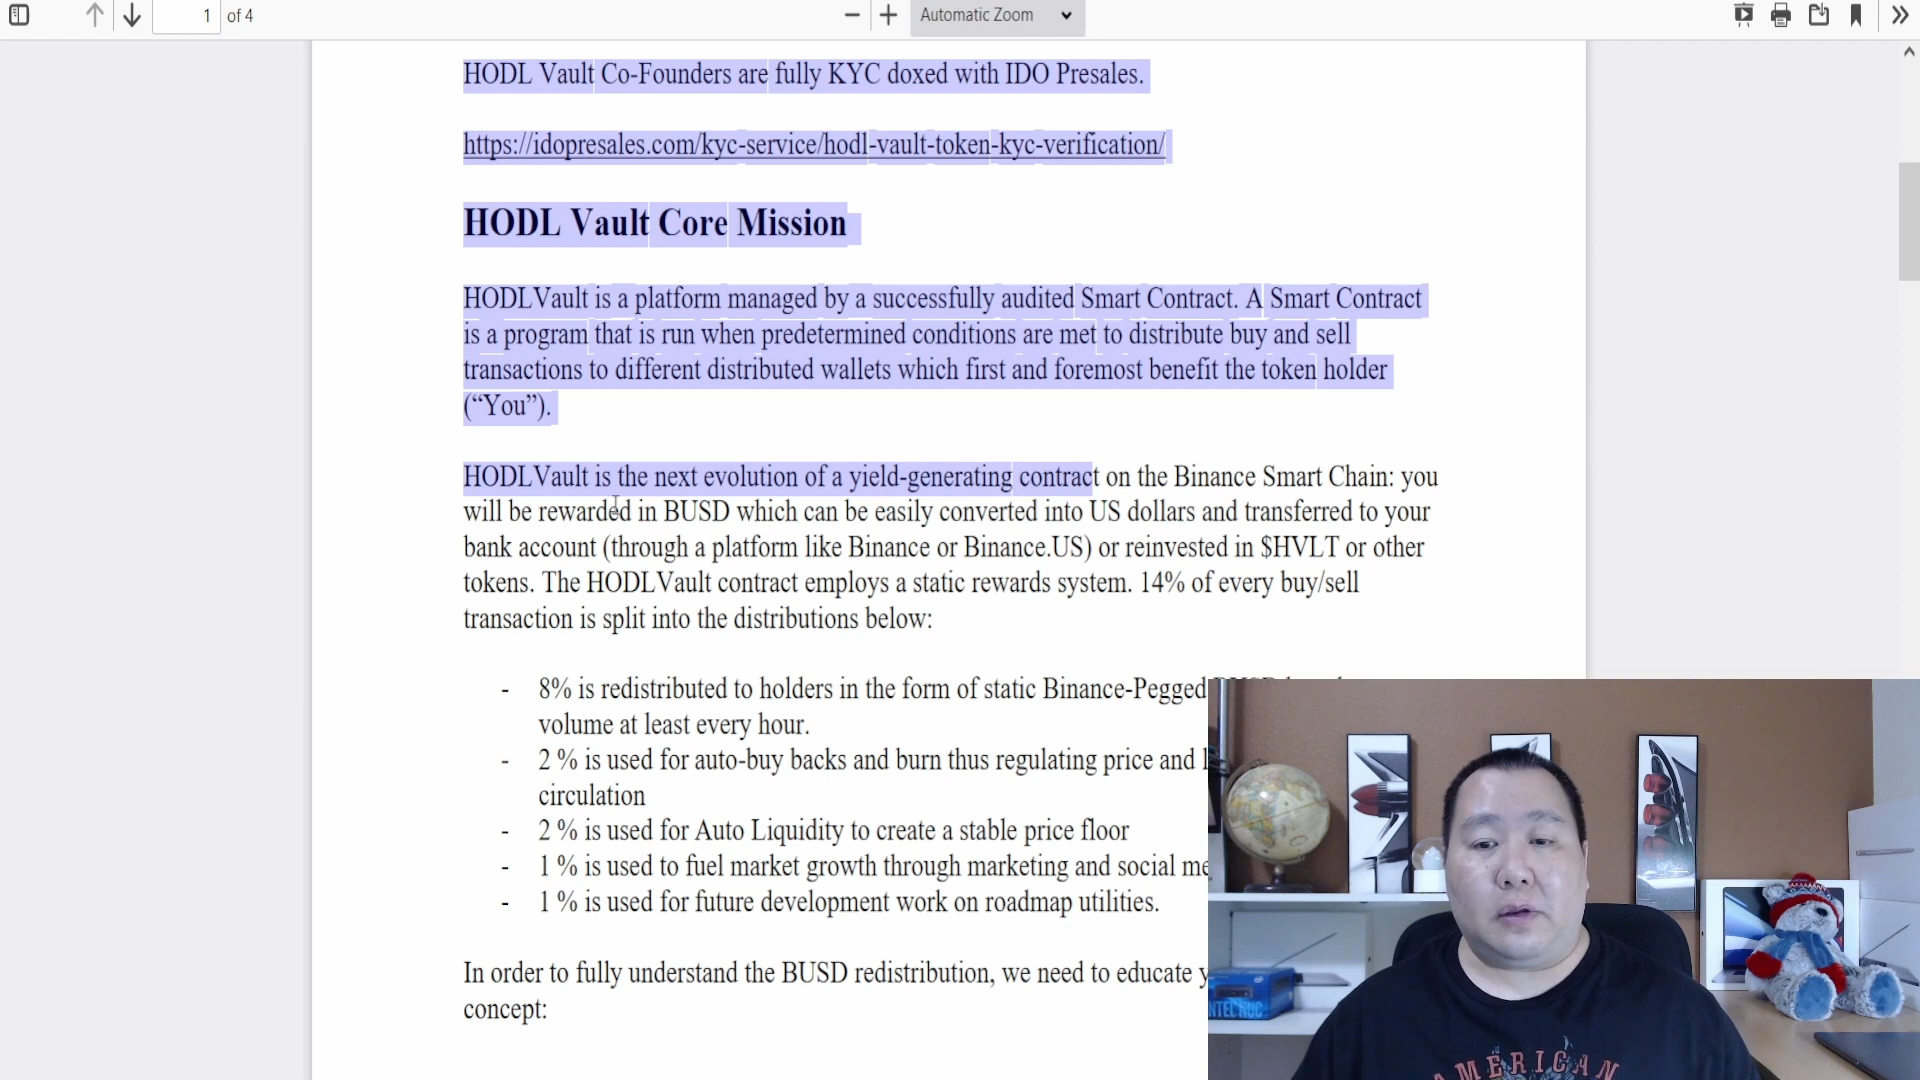 1 of 4
Automatic Zoom
HODL Vault Co-Founders are fully KYC doxed with IDO Presales.
https://idopresales.com/kyc-service/hodl-vault-token-kyc-verification/
HODL Vault Core Mission
HODLVault is a platform managed by a successfully audited Smart Contract. A Smart Contract
is a program that is run when predetermined conditions are met to distribute buy and sell
transactions to different distributed wallets which first and foremost benefit the token holder
(“You”).
HODLVault is the next evolution of a yield-generating contract on the Binance Smart Chain: you
will be rewarded in BUSD which can be easily converted into US dollars and transferred to your
bank account (through a platform like Binance or Binance.US) or reinvested in $HVLT or other
tokens. The HODLVault contract employs a static rewards system. 14% of every buy/sell
transaction is split into the distributions below:
- 8% is redistributed to holders in the form of static Binance-Pegged
volume at least every hour.
- 2 % is used for auto-buy backs and burn thus regulating price and
circulation
- 2 % is used for Auto Liquidity to create a stable price floor
- 1 % is used to fuel market growth through marketing and social
- 1 % is used for future development work on roadmap utilities.
In order to fully understand the BUSD redistribution, we need to educate
concept:
INTEL NUC
AMERICAN